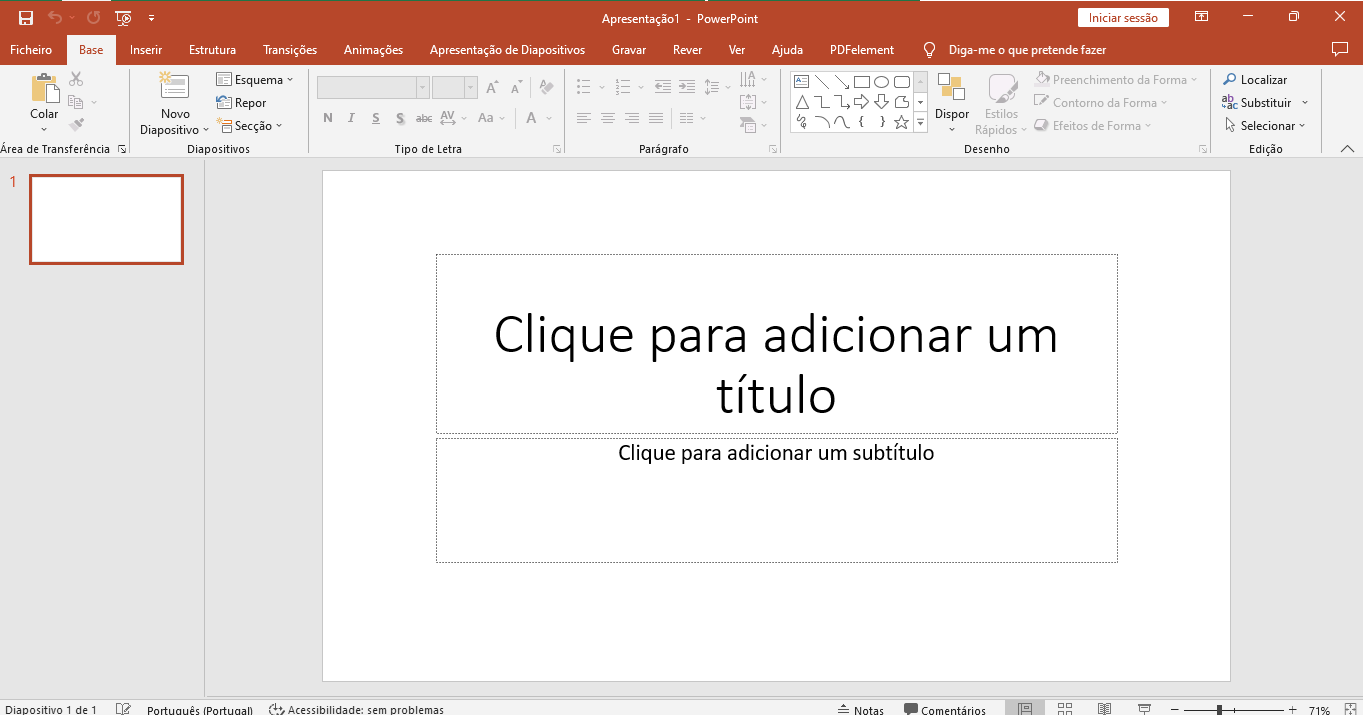 Apresentação1 - PowerPoint
Iniciar sessão
Ficheiro Base Inserir Estrutura Transições Animações Apresentação de Diapositivos Gravar Rever Ver Ajuda PDFelement Diga-me o que pretende fazer
Colar
Área de Transferência
Novo
Diapositivo
Esquema
Repor
Secção
Diapositivos
N I S S abc AV Aa A
Tipo de Letra
Parágrafo
Dispor
Estilos
Rápidos
Preenchimento da Forma
Contorno da Forma
Efeitos de Forma
Desenho
Localizar
Substituir
Selecionar
Edição
1
Clique para adicionar um
título
Clique para adicionar um subtítulo
Diapositivo 1 de 1 Português (Portugal) Acessibilidade: sem problemas Notas Comentários 71%